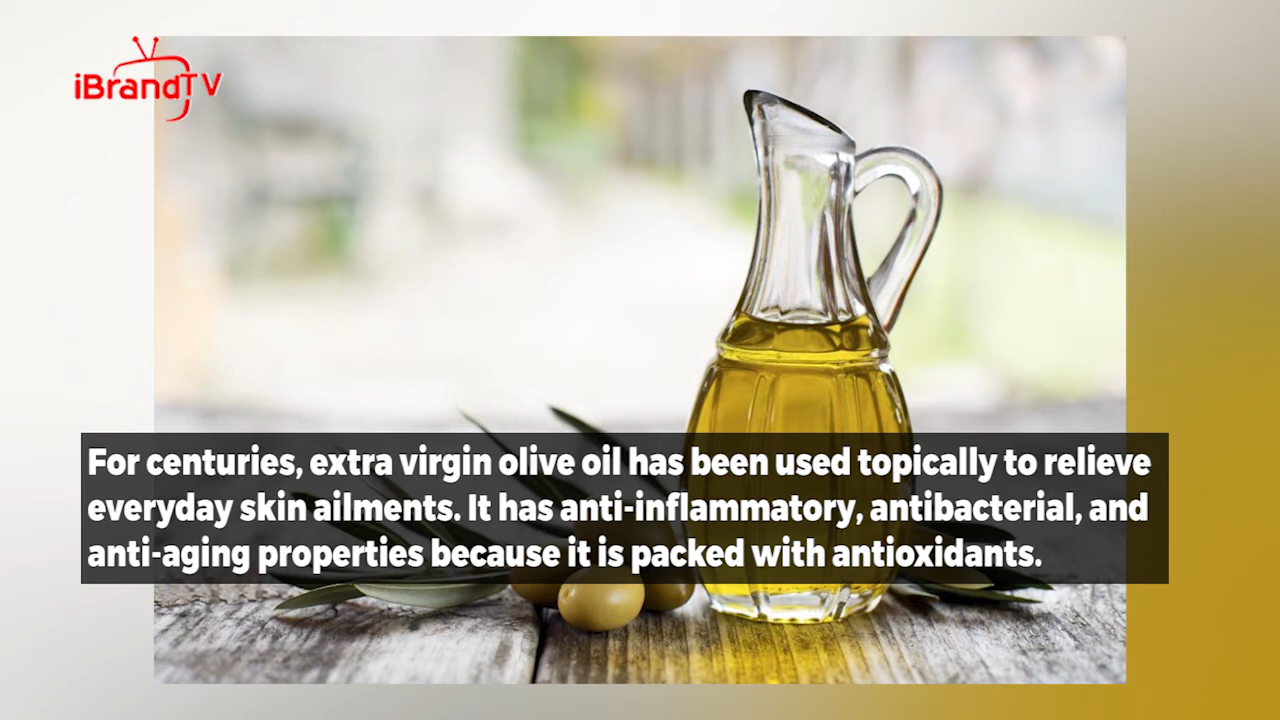 iBrandTV
For centuries, extra virgin olive oil has been used topically to relieve
everyday skin ailments. It has anti-inflammatory, antibacterial, and
anti-aging properties because it is packed with antioxidants.